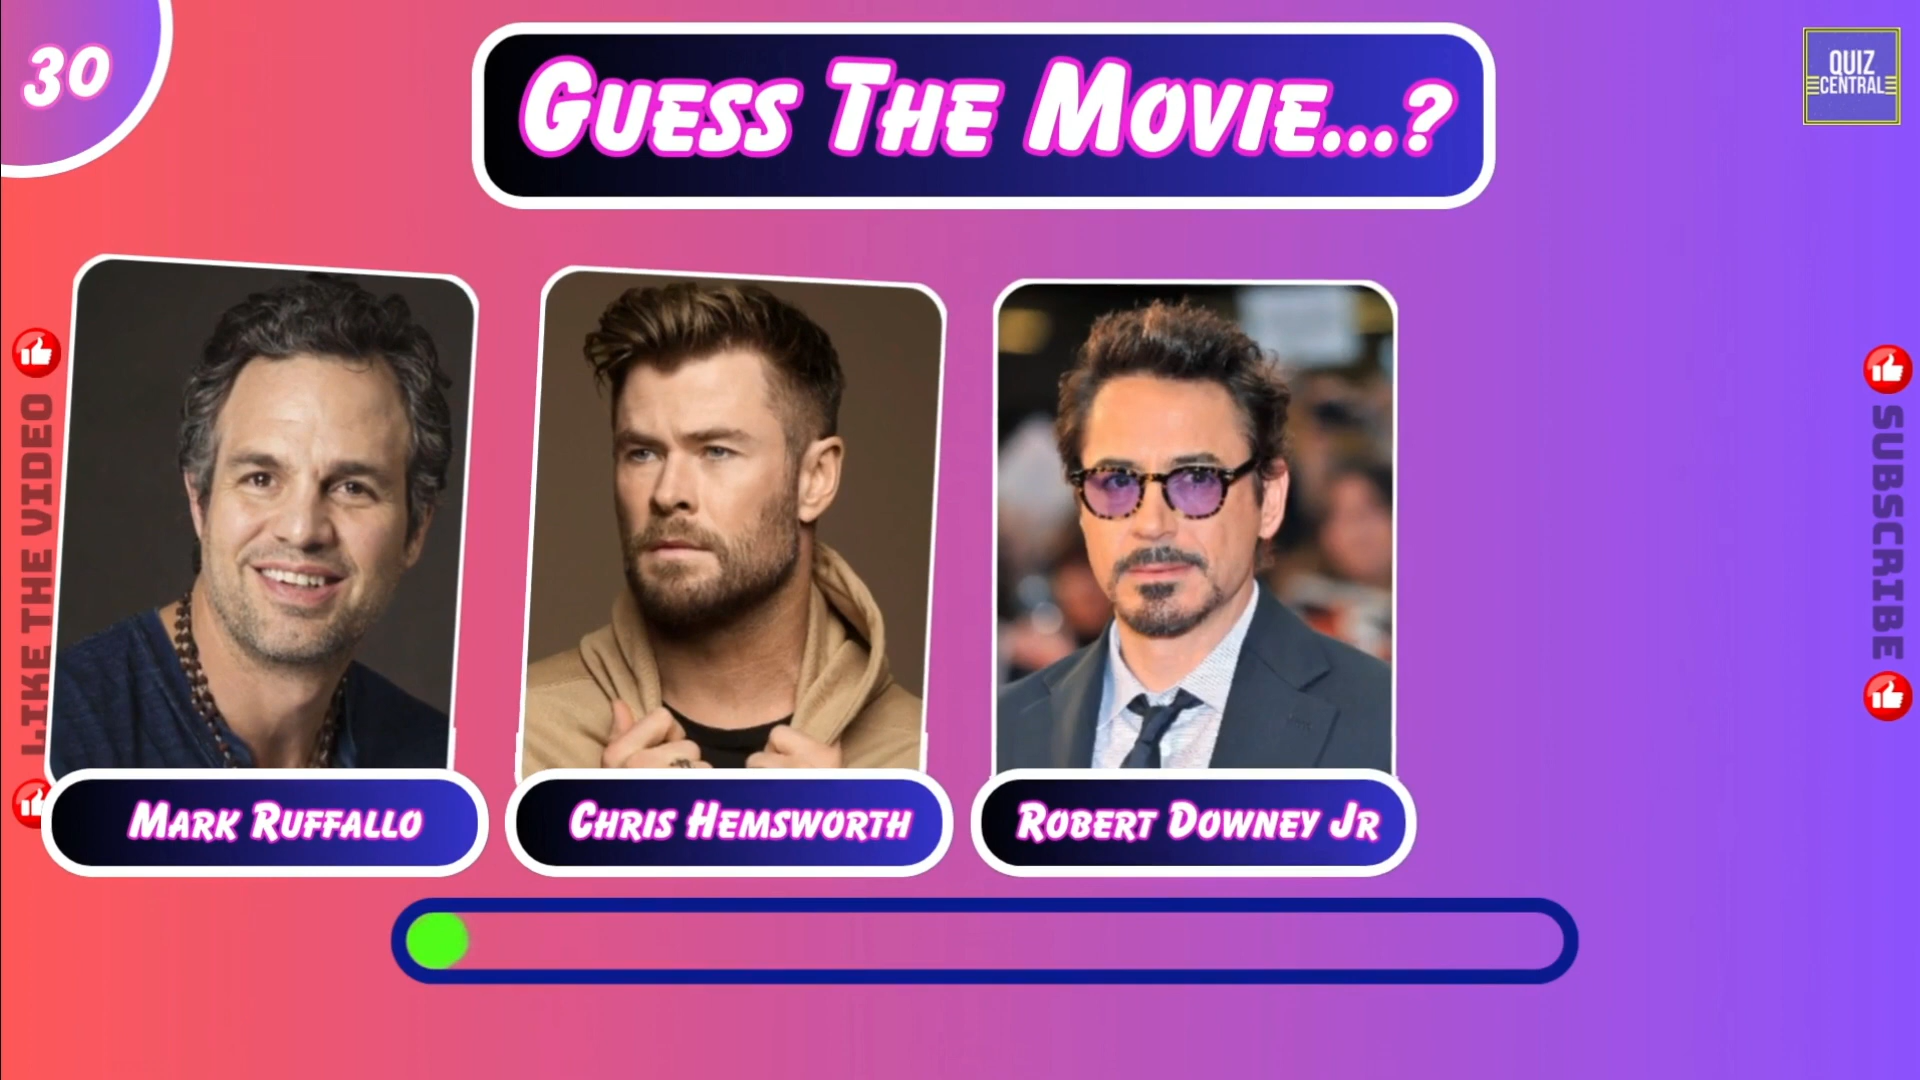 30
Guess The Movie...?
QUIZ
CENTRAL
LIKE THE VIDEO
SUBSCRIBE
Mark Ruffallo
Chris Hemsworth
Robert Downey Jr